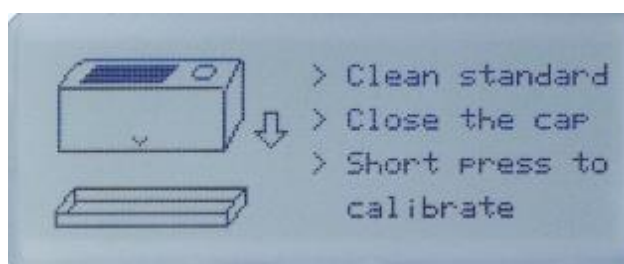 > Clean standard
> Close the cap
> Short press to
calibrate